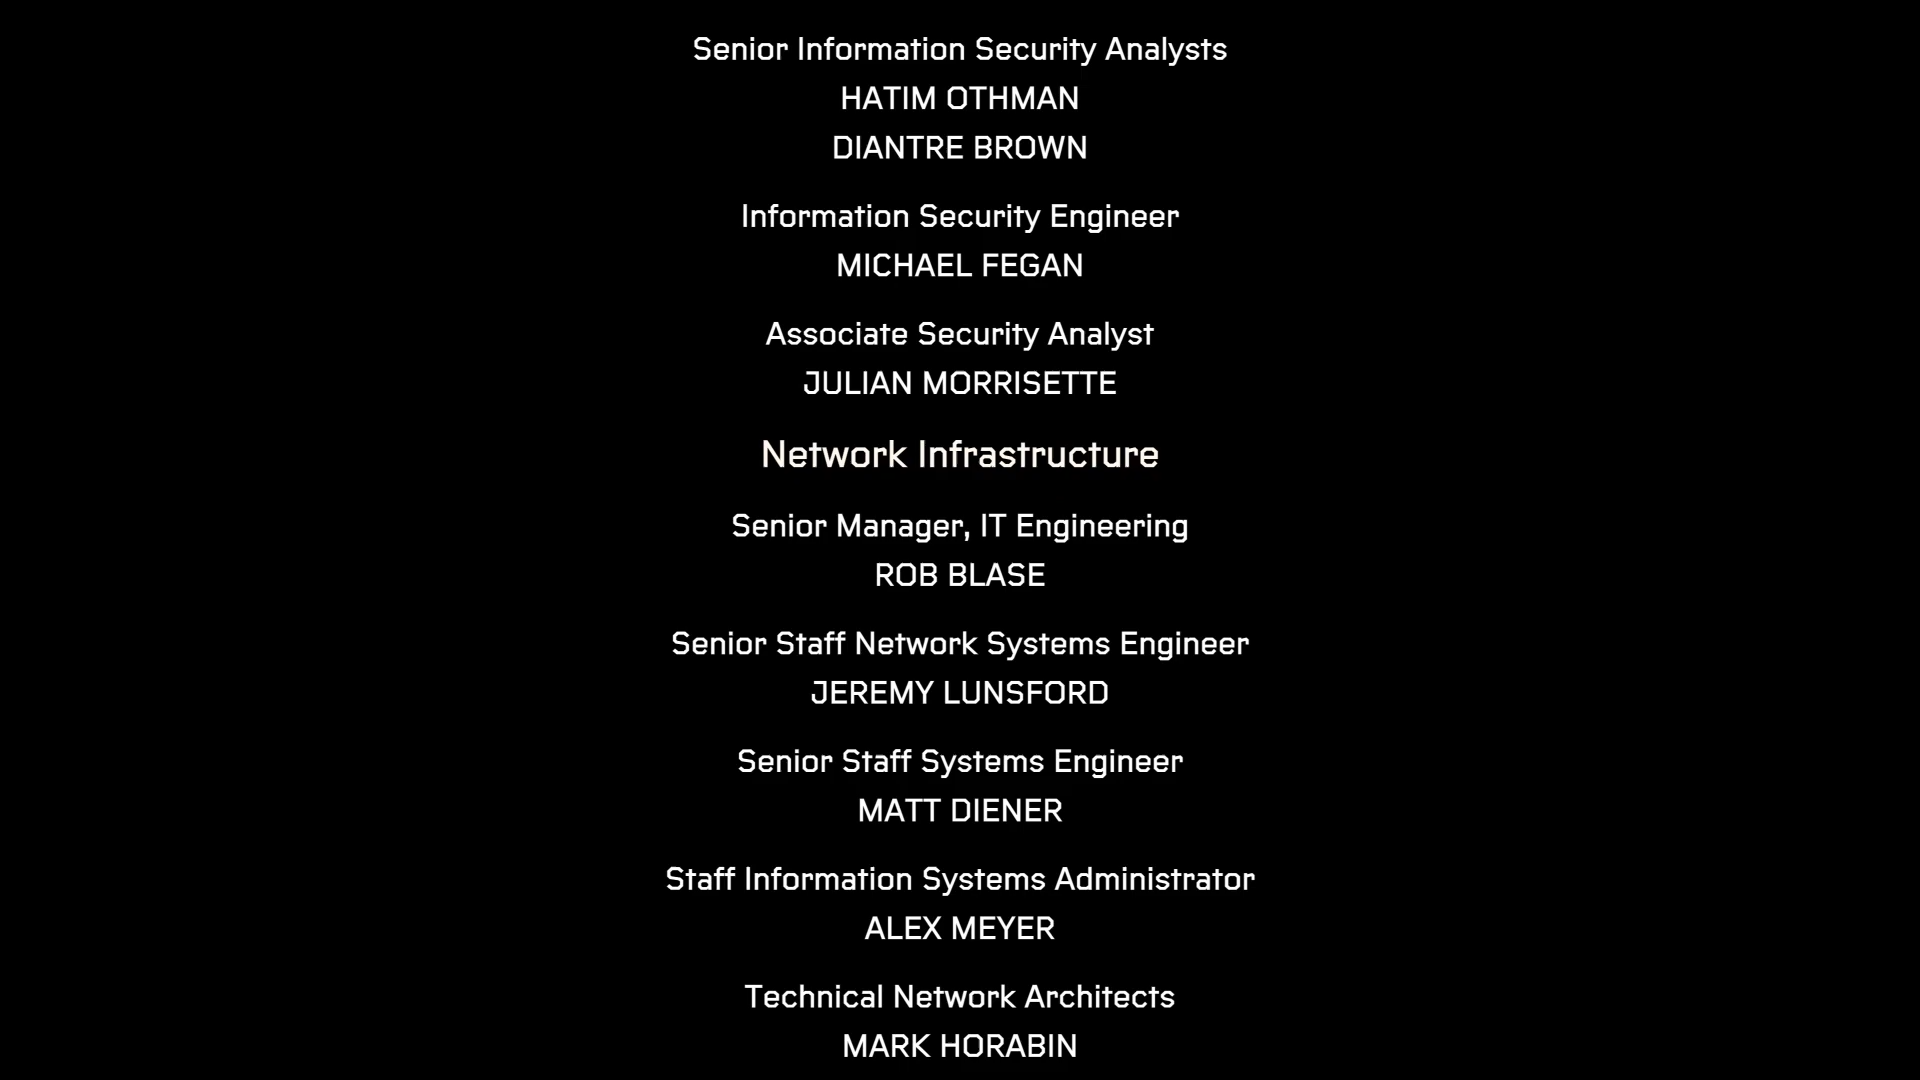 Senior Information Security Analysts
HATIM OTHMAN
DIANTRE BROWN
Information Security Engineer
MICHAEL FEGAN
Associate Security Analyst
JULIAN MORRISETTE
Network Infrastructure
Senior Manager, IT Engineering
ROB BLASE
Senior Staff Network Systems Engineer
JEREMY LUNSFORD
Senior Staff Systems Engineer
MATT DIENER
Staff Information Systems Administrator
ALEX MEYER
Technical Network Architects
MARK HORABIN